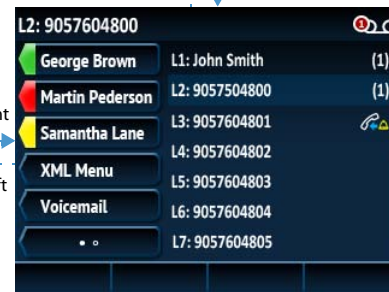 L2: 9057604800
1
George Brown
L1: John Smith (1)
Martin Pederson
L2: 9057504800 (1)
Samantha Lane
L3: 9057604801
L4: 9057604802
XML Menu
L5: 9057604803
Voicemail
L6: 9057604804
L7: 9057604805